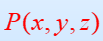 P(x, y, z)